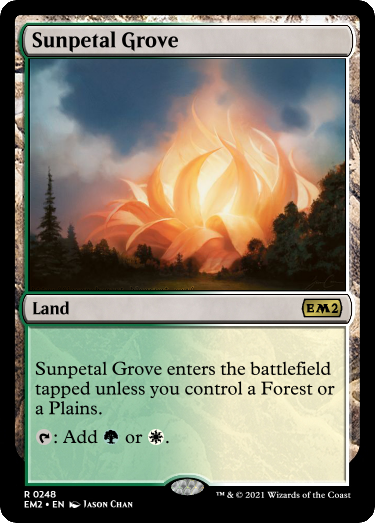 Sunpetal Grove
Land
EM2
Sunpetal Grove enters the battlefield
tapped unless you control a Forest or
a Plains.
: Add or .
R 0248
EM2 • EN Jason Chan
™ & © 2021 Wizards of the Coast